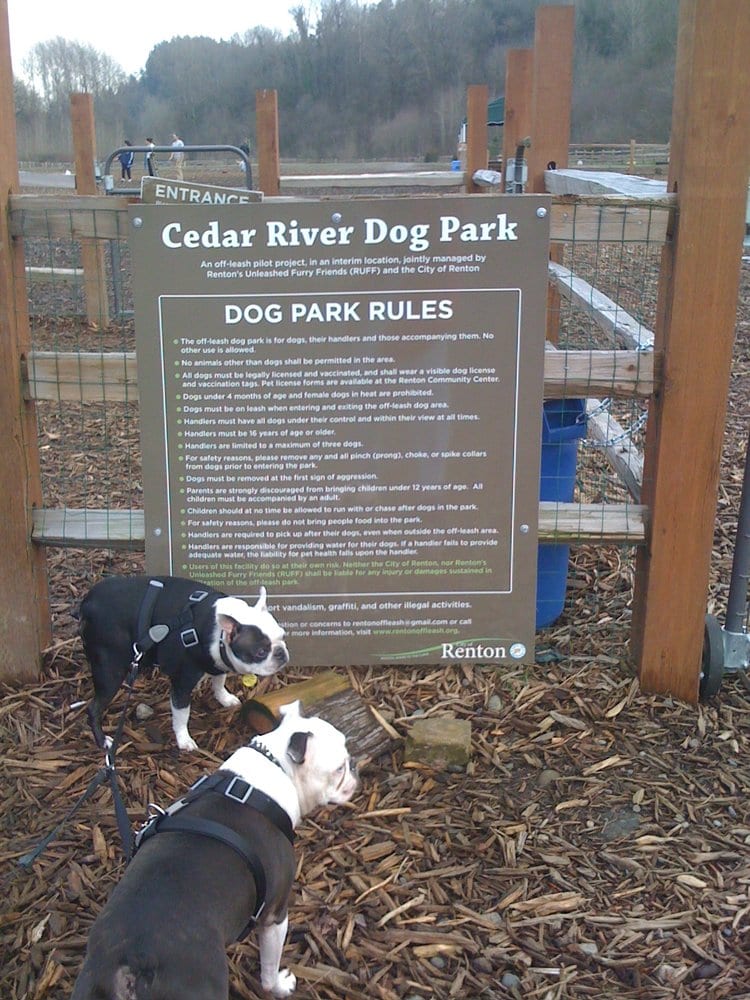 ENTRANCE
Cedar River Dog Park
An off-leash pilot project, in an interim location, jointly managed by
Renton's Unleashed Furry Friends (RUFF) and the City of Renton
DOG PARK RULES
The off-leash dog park is for dogs, their handlers and those accompanying them. No
other use is allowed.
No animals other than dogs shall be permitted in the area.
All dogs must be legally licensed and vaccinated, and shall wear a visible dog license
and vaccination tags. Pet license forms are available at the Renton Community Center.
Dogs under 4 months of age and female dogs in heat are prohibited.
Dogs must be on leash when entering and exiting the off-leash dog area.
Handlers must have all dogs under their control and within their view at all times.
Handlers must be 16 years of age or older.
Handlers are limited to a maximum of three dogs.
For safety reasons, please remove any and all pinch (prong), choke, or spike collars
from dogs prior to entering the park.
Dogs must be removed at the first sign of aggression.
Parents are strongly discouraged from bringing children under 12 years of age. All
children must be accompanied by an adult.
Children should at no time be allowed to run with or chase after dogs in the park.
For safety reasons, please do not bring people food into the park.
Handlers are required to pick up after their dogs, even when outside the off-leash area.
Handlers are responsible for providing water for their dogs. If a handler fails to provide
adequate water, the liability for pet health falls upon the handler.
Users of this facility do so at their own risk. Neither the City of Renton, nor Renton's
Unleashed Furry Friends (RUFF) shall be liable for any injury or damages sustained in
of the off-leash park.
vandalism, graffiti, and other illegal activities.
or concerns to rentonoffleash@gmail.com or call
more information, visit www.rentonoffleash.org.
Renton